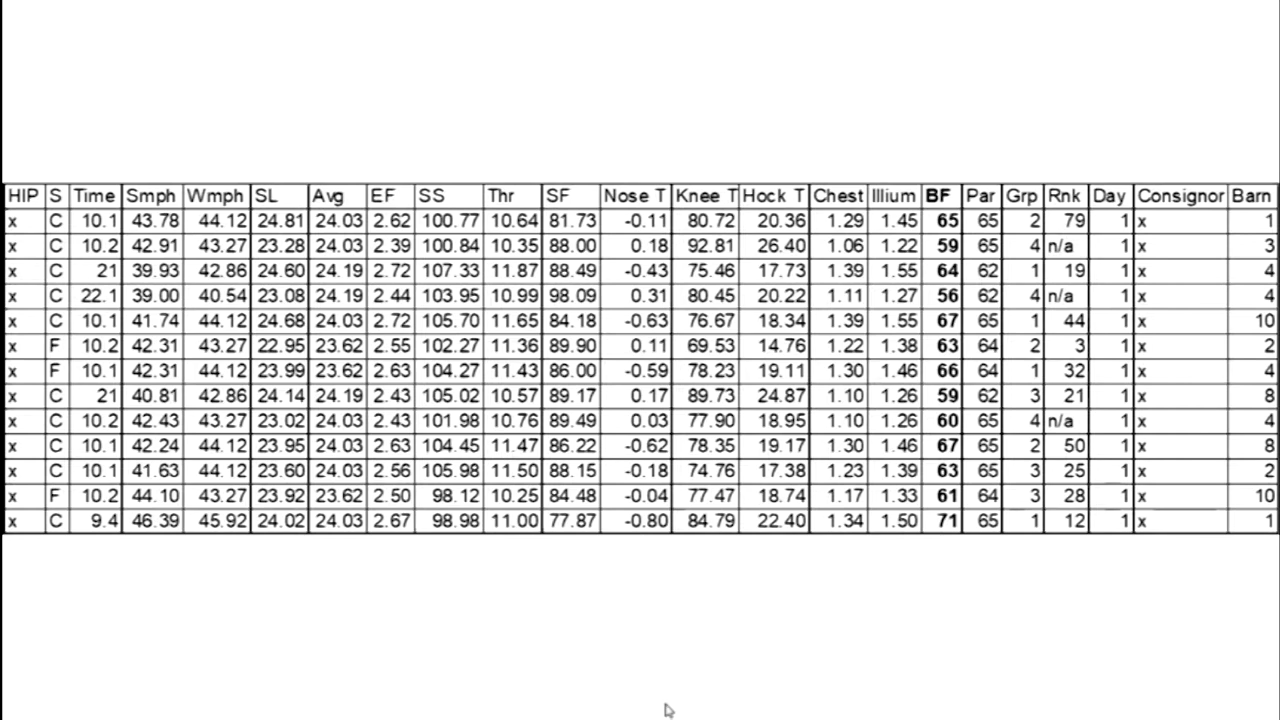 HIP S Time Smph Wmph SL Avg EF SS Thr SF Nose T Knee T Hock T Chest Illium BF Par Grp Rnk Day Consignor Barn
x C 10.1 43.78 44.12 24.81 24.03 2.62 100.77 10.64 81.73 -0.11 80.72 20.36 1.29 1.45 65 65 2 79 1 x 1
x C 10.2 42.91 43.27 23.28 24.03 2.39 100.84 10.35 88.00 0.18 92.81 26.40 1.06 1.22 59 65 4 n/a 1 x 3
x C 21 39.93 42.86 24.60 24.19 2.72 107.33 11.87 88.49 -0.43 75.46 17.73 1.39 1.55 64 62 1 19 1 x 4
x C 22.1 39.00 40.54 23.08 24.19 2.44 103.95 10.99 98.09 0.31 80.45 20.22 1.11 1.27 56 62 4 n/a 1 x 4
x C 10.1 41.74 44.12 24.68 24.03 2.72 105.70 11.65 84.18 -0.63 76.67 18.34 1.39 1.55 67 65 1 44 1 x 10
x F 10.2 42.31 43.27 22.95 23.62 2.55 102.27 11.36 89.90 0.11 69.53 14.76 1.22 1.38 63 64 2 3 1 x 2
x F 10.1 42.31 44.12 23.99 23.62 2.63 104.27 11.43 86.00 -0.59 78.23 19.11 1.30 1.46 66 64 1 32 1 x 4
x C 21 40.81 42.86 24.14 24.19 2.43 105.02 10.57 89.17 0.17 89.73 24.87 1.10 1.26 59 62 3 21 1 x 8
x C 10.2 42.43 43.27 23.02 24.03 2.43 101.98 10.76 89.49 0.03 77.90 18.95 1.10 1.26 60 65 4 n/a 1 x 4
x C 10.1 42.24 44.12 23.95 24.03 2.63 104.45 11.47 86.22 -0.62 78.35 19.17 1.30 1.46 67 65 2 50 1 x 8
x C 10.1 41.63 44.12 23.60 24.03 2.56 105.98 11.50 88.15 -0.18 74.76 17.38 1.23 1.39 63 65 3 25 1 x 2
x F 10.2 44.10 43.27 23.92 23.62 2.50 98.12 10.25 84.48 -0.04 77.47 18.74 1.17 1.33 61 64 3 28 1 x 10
x C 9.4 46.39 45.92 24.02 24.03 2.67 98.98 11.00 77.87 -0.80 84.79 22.40 1.34 1.50 71 65 1 12 1 x 1